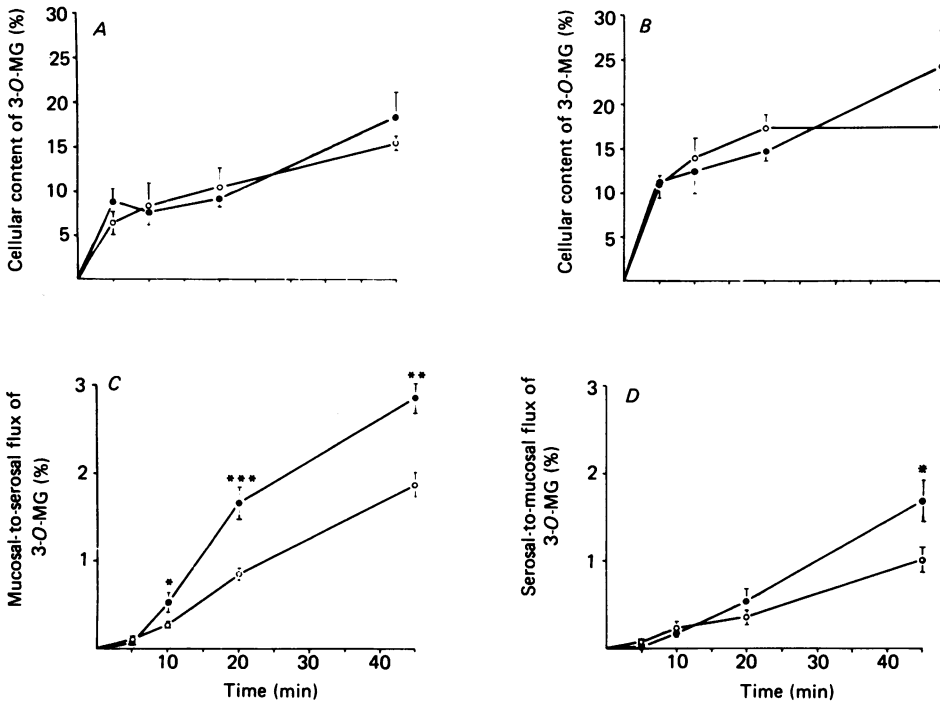 Cellular content of 3-O-MG (%)
30
25
20
15
10
5
A
Cellular content of 3-O-MG (%)
30
25
20
15
10
5
B
Mucosal-to-serosal flux of
3-O-MG (%)
3
2
1
C
*
***
**
10
20
30
40
Time (min)
Serosal-to-mucosal flux of
3-O-MG (%)
3
2
1
D
*
10
20
30
40
Time (min)